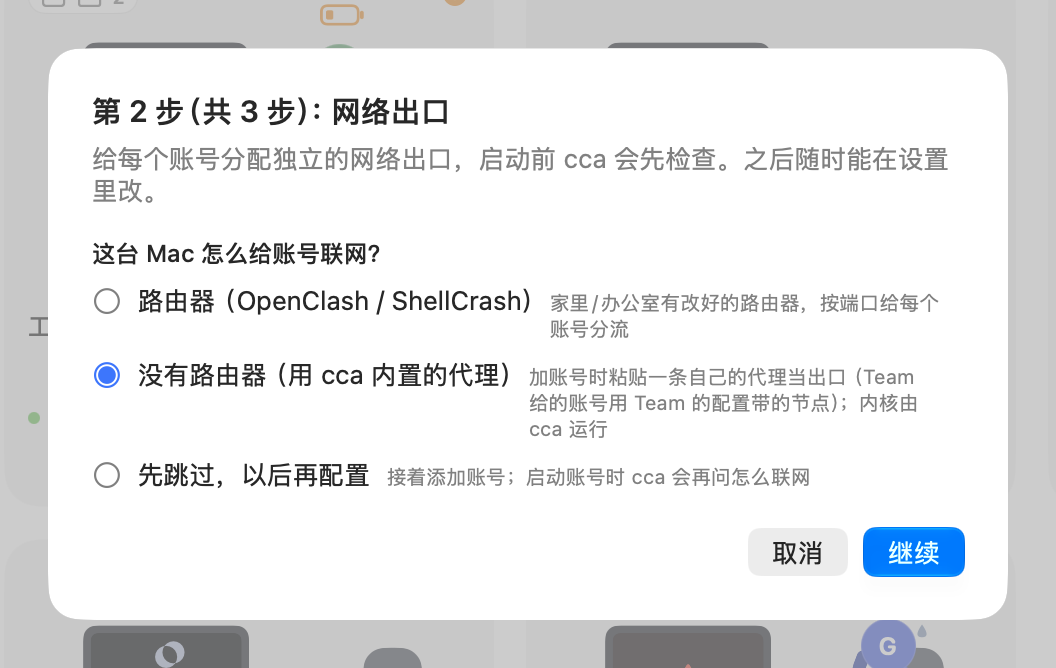 第 2 步(共 3 步)：网络出口
给每个账号分配独立的网络出口，启动前 cca 会先检查。之后随时能在设置
里改。
这台 Mac 怎么给账号联网?
路由器（OpenClash / ShellCrash）
家里/办公室有改好的路由器，按端口给每个
账号分流
没有路由器（用 cca 内置的代理）
加账号时粘贴一条自己的代理当出口（Team
给的账号用 Team 的配置带的节点）；内核由
cca 运行
先跳过，以后再配置
接着添加账号；启动账号时 cca 会再问怎么联网
取消
继续
工
G